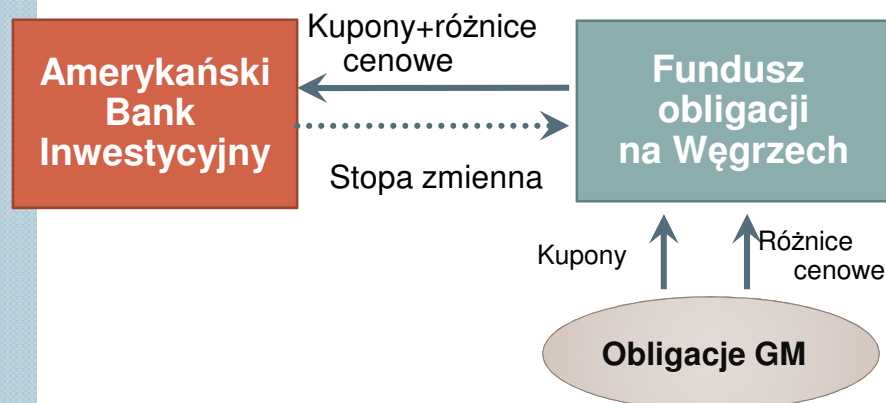 Kupony+różnice
cenowe
Amerykański
Bank
Inwestycyjny
Fundusz
obligacji
na Węgrzech
Stopa zmienna
Kupony
Różnice
cenowe
Obligacje GM